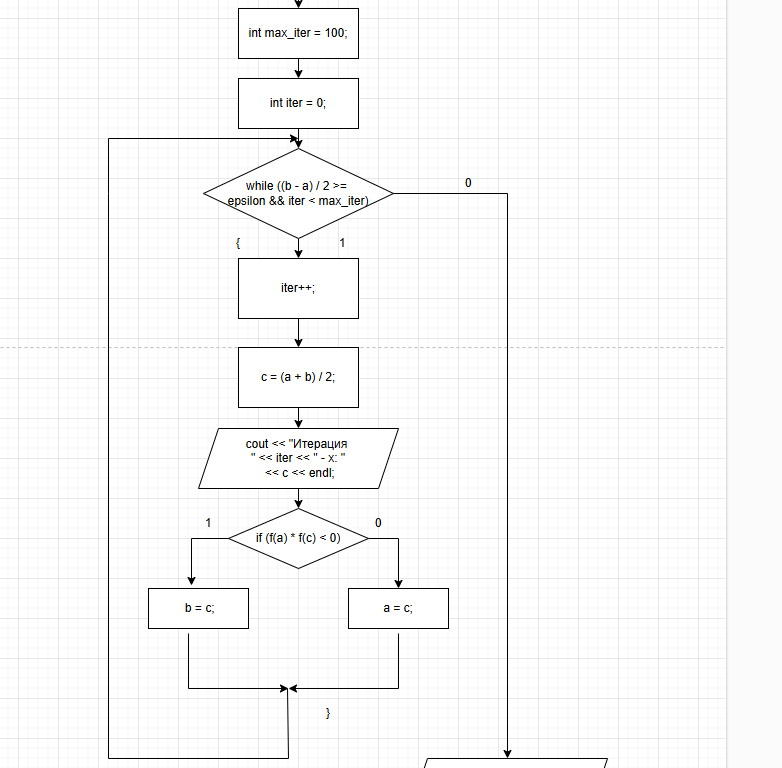 int max_iter = 100;
int iter = 0;
while ((b - a) / 2 >=
epsilon && iter < max_iter)
0
{
1
iter++;
c = (a + b) / 2;
cout << "Итерация
" << iter << " - x: "
<< c << endl;
1
0
if (f(a) * f(c) < 0)
b = c;
a = c;
}